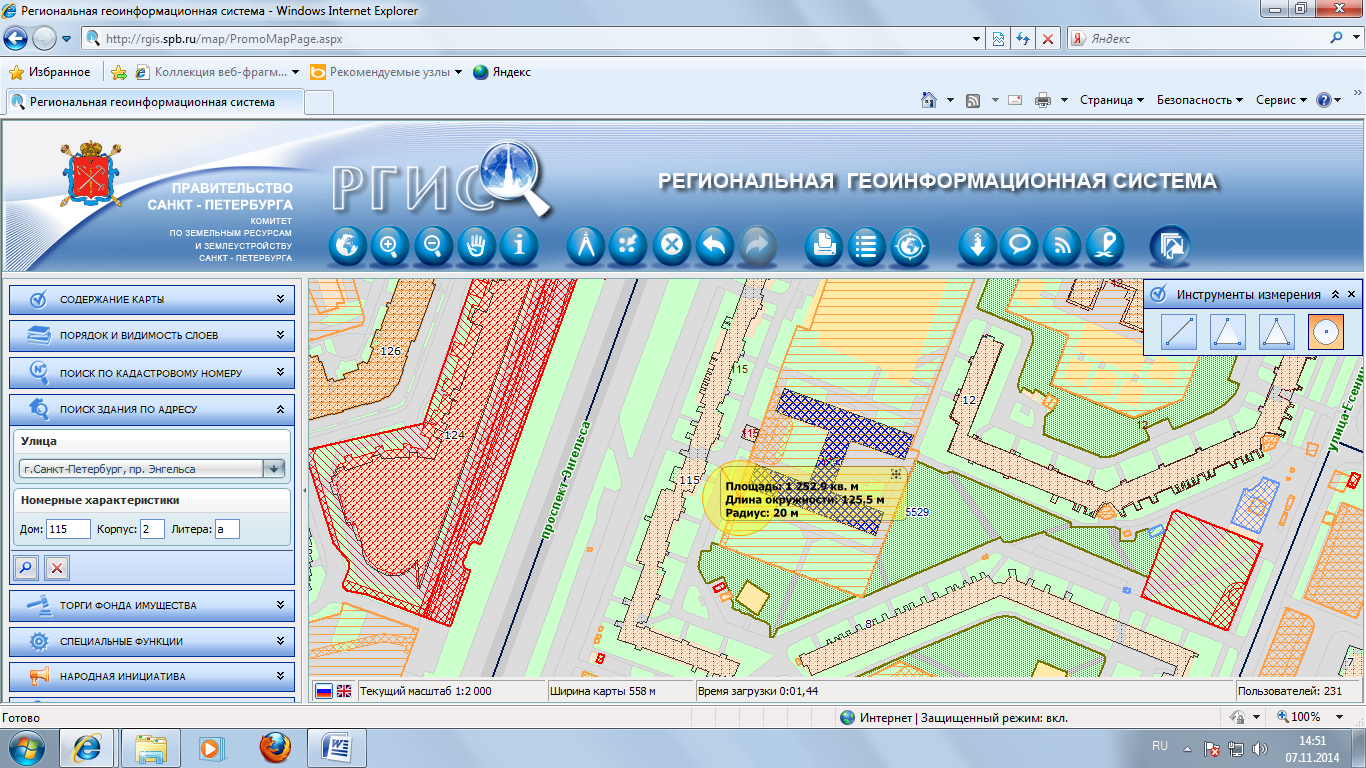 Региональная геоинформационная система - Windows Internet Explorer
http://rgis.spb.ru/map/PromoMapPage.aspx
Яндекс
Избранное
Коллекция веб-фрагм...
Рекомендуемые узлы
Яндекс
Региональная геоинформационная система
Страница
Безопасность
Сервис
ПРАВИТЕЛЬСТВО
САНКТ - ПЕТЕРБУРГА
КОМИТЕТ
ПО ЗЕМЕЛЬНЫМ РЕСУРСАМ
И ЗЕМЛЕУСТРОЙСТВУ
САНКТ - ПЕТЕРБУРГА
РГИС
РЕГИОНАЛЬНАЯ ГЕОИНФОРМАЦИОННАЯ СИСТЕМА
СОДЕРЖАНИЕ КАРТЫ
ПОРЯДОК И ВИДИМОСТЬ СЛОЕВ
ПОИСК ПО КАДАСТРОВОМУ НОМЕРУ
ПОИСК ЗДАНИЯ ПО АДРЕСУ
Улица
г.Санкт-Петербург, пр. Энгельса
Номерные характеристики
Дом: 115 Корпус: 2 Литера: а
ТОРГИ ФОНДА ИМУЩЕСТВА
СПЕЦИАЛЬНЫЕ ФУНКЦИИ
НАРОДНАЯ ИНИЦИАТИВА
Инструменты измерения
12
126
115
12
124
115
12
улица Есенина
проспект Энгельса
115
Площадь: 1 252.9 кв. м
Длина окружности: 125.5 м
Радиус: 20 м
5529
8
7
Текущий масштаб 1:2 000
Ширина карты 558 м
Время загрузки 0:01,44
Пользователей: 231
Готово
Интернет | Защищенный режим: вкл.
100%
RU
14:51
07.11.2014